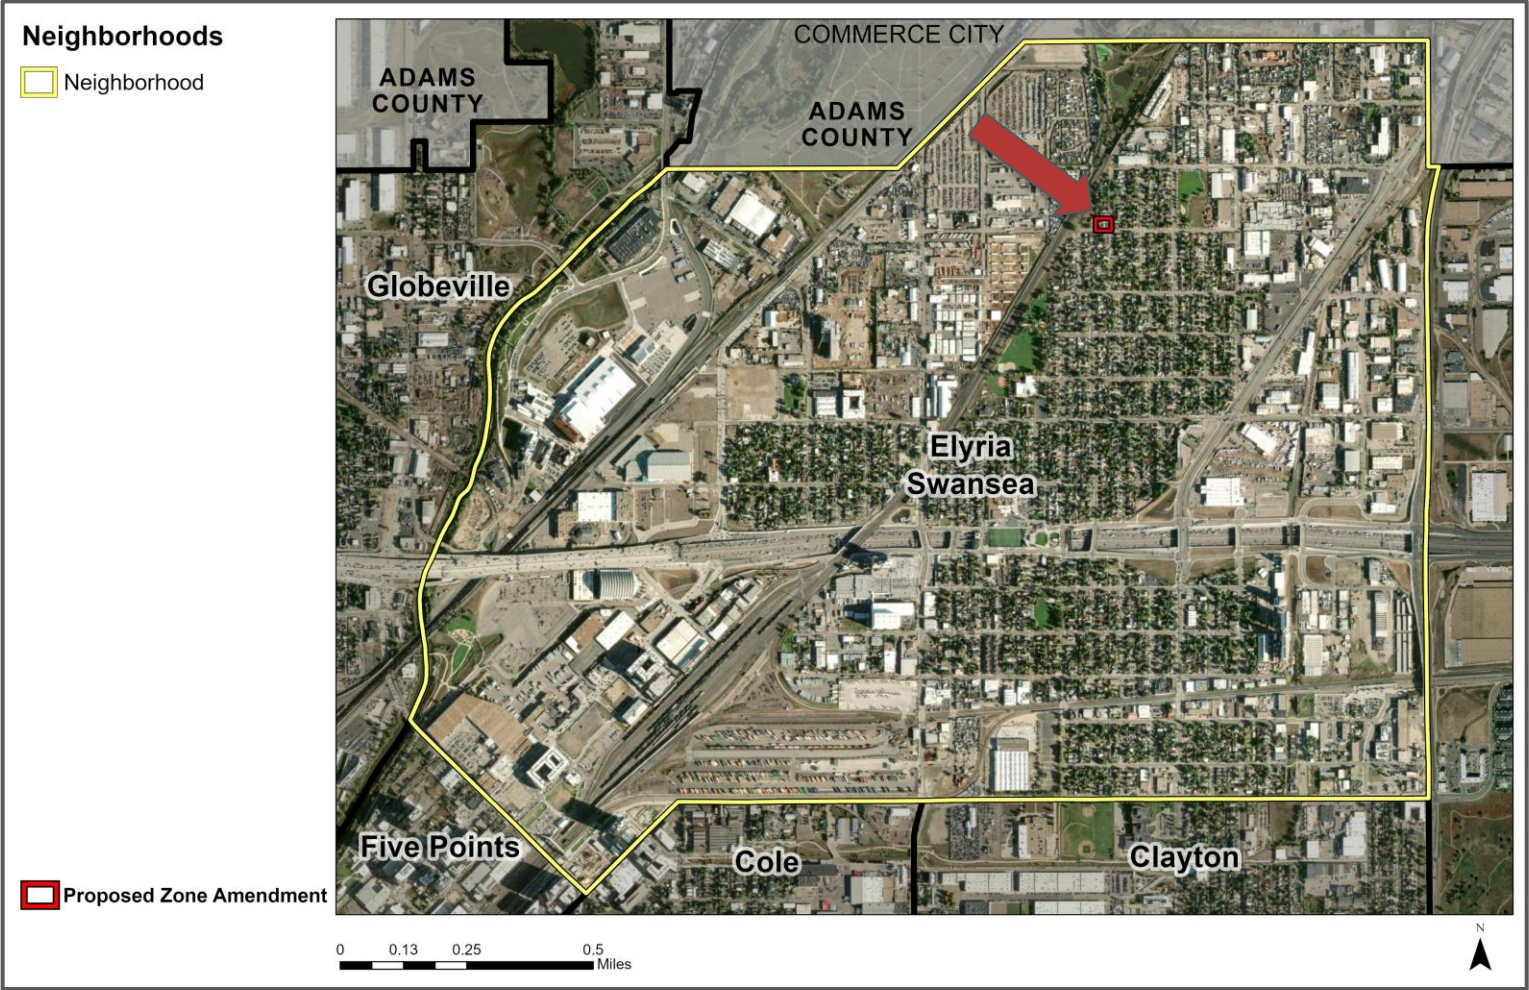 Neighborhoods
Neighborhood
COMMERCE CITY
ADAMS
COUNTY
ADAMS
COUNTY
Globeville
Elyria
Swansea
Five Points
Cole
Clayton
Proposed Zone Amendment
0 0.13 0.25 0.5
Miles
N